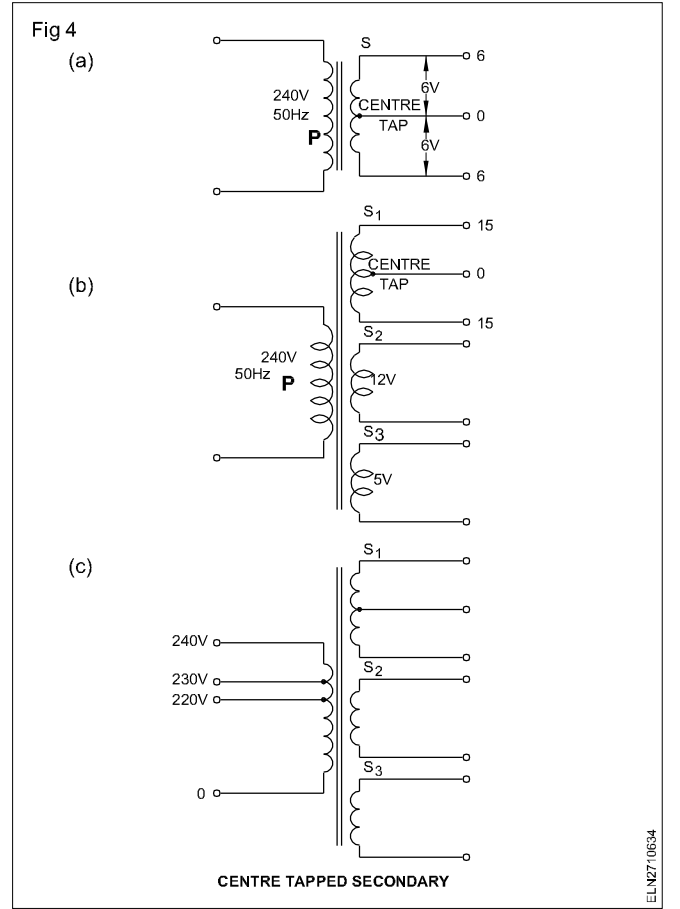 Fig 4
(a)
S
6
240V
50Hz
P
6V
CENTRE
TAP
0
6V
6
(b)
S1
15
CENTRE
TAP
0
15
240V
50Hz
P
S2
12V
S3
5V
(c)
S1
240V
230V
220V
0
S2
S3
CENTRE TAPPED SECONDARY
ELN2710634